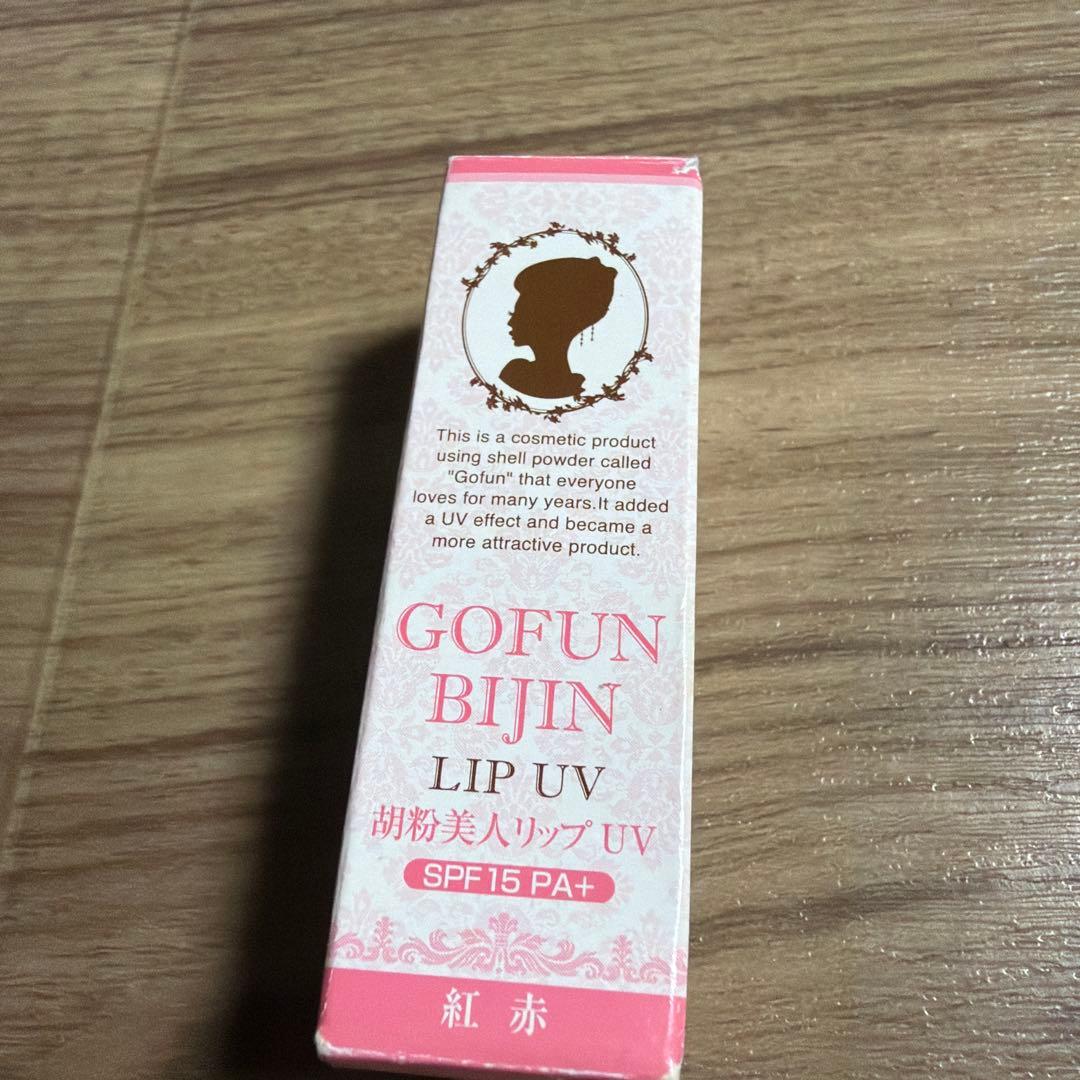 This is a cosmetic product
using shell powder called
"Gofun" that everyone
loves for many years.It added
a UV effect and became a
more attractive product.
GOFUN
BIJIN
LIP UV
胡粉美人リップ UV
SPF15 PA+
紅赤